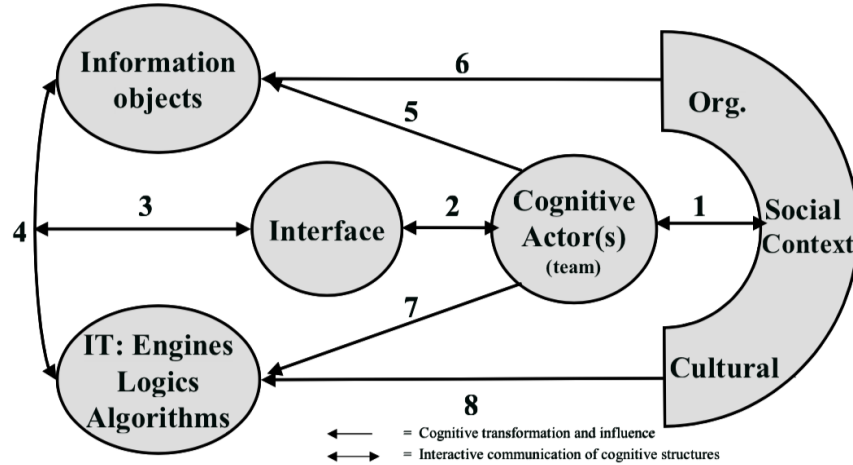 Information
objects
6
Org.
5
4
3
Interface
2
Cognitive
Actor(s)
(team)
1
Social
Context
7
IT: Engines
Logics
Algorithms
Cultural
8
= Cognitive transformation and influence
= Interactive communication of cognitive structures